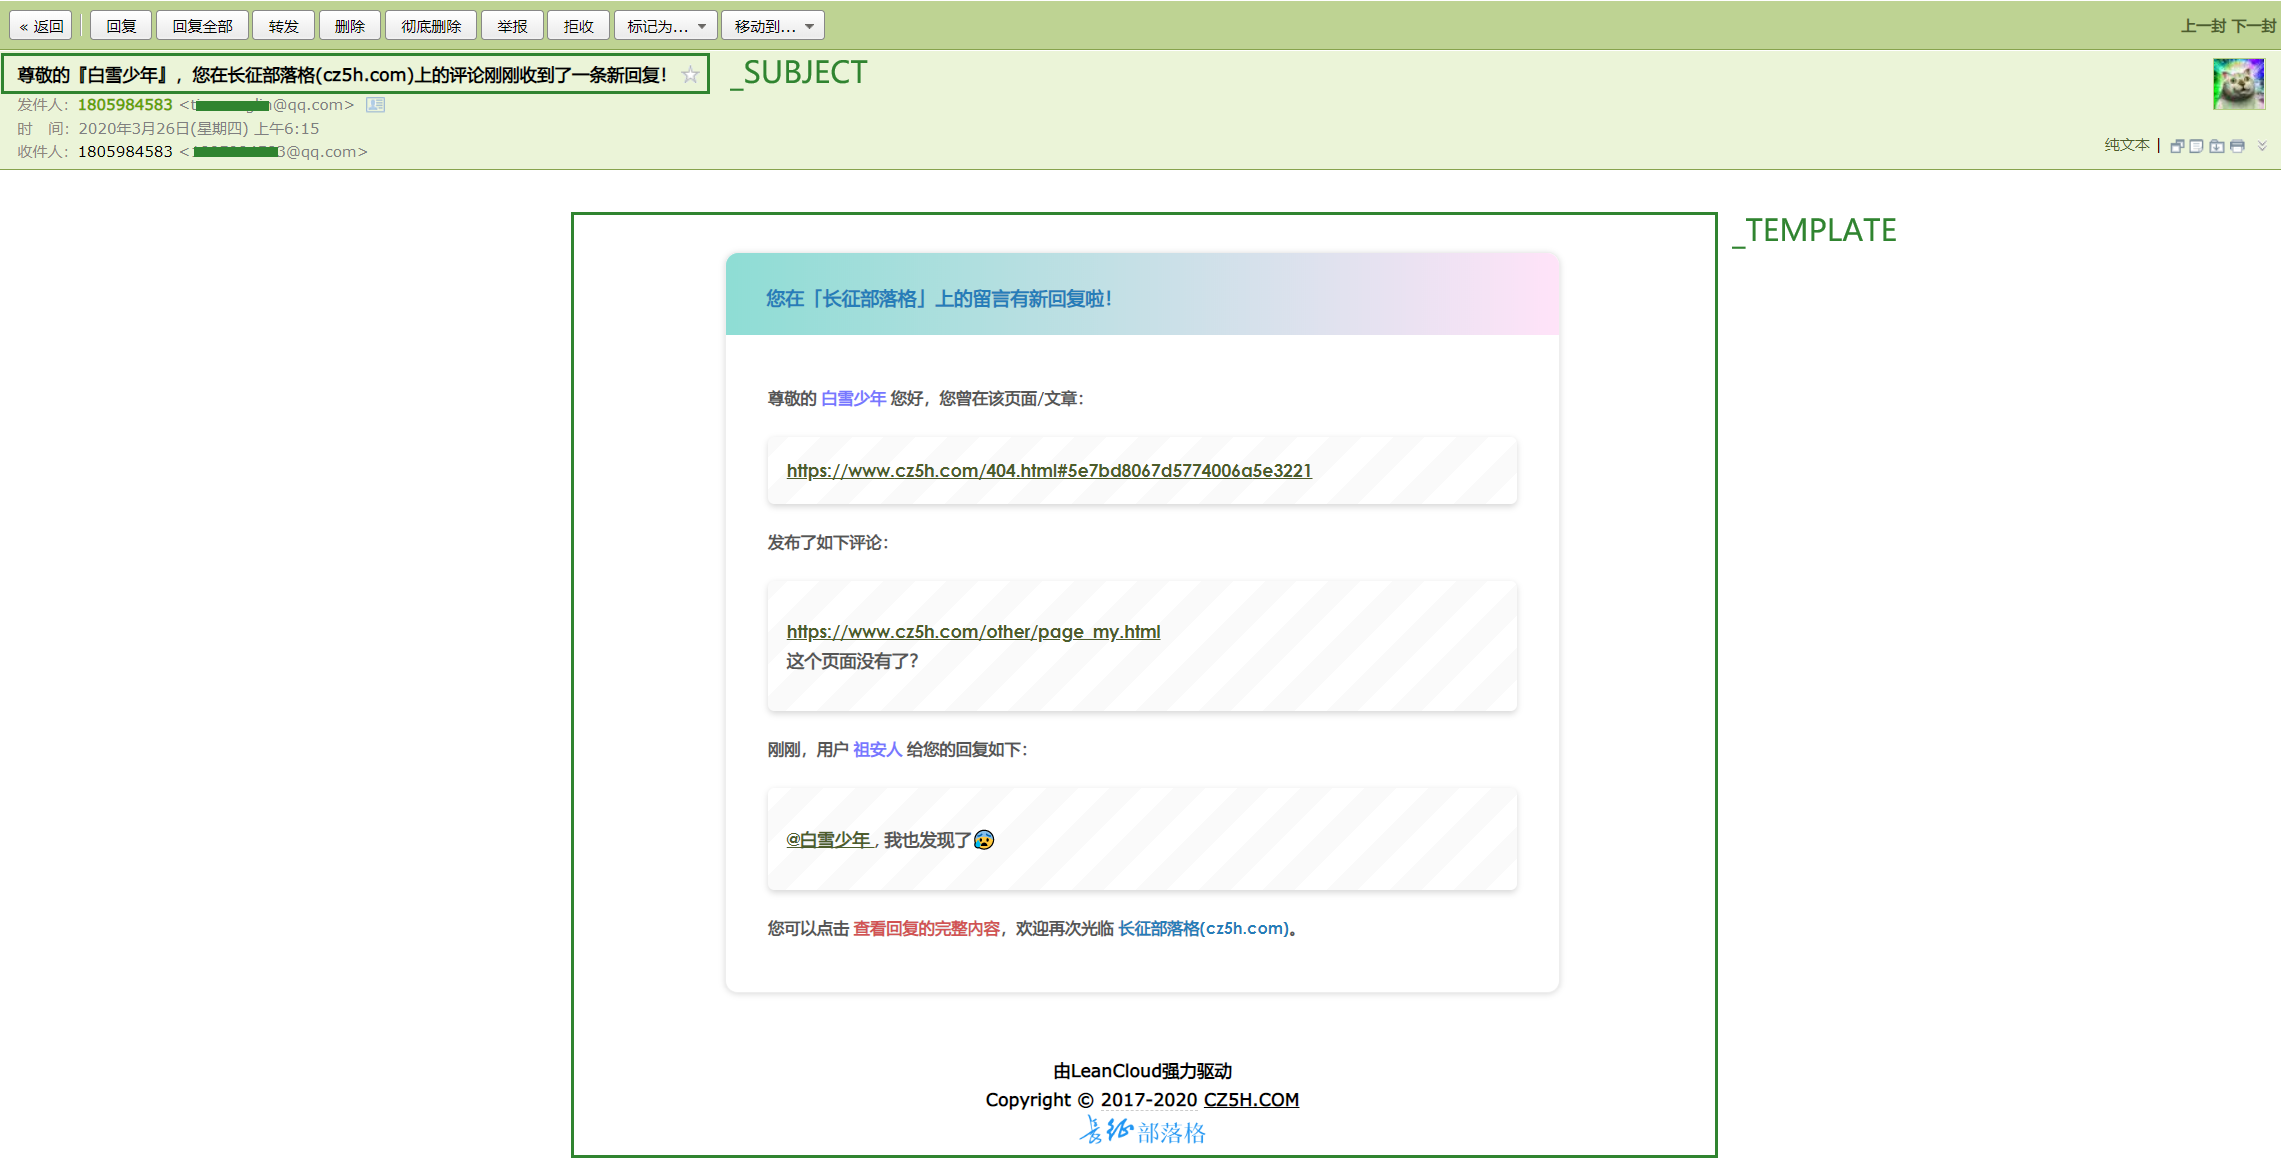 « 返回 回复 回复全部 转发 删除 彻底删除 举报 拒收 标记为... 移动到... 上一封 下一封
尊敬的『白雪少年』，您在长征部落格(cz5h.com)上的评论刚刚收到了一条新回复！ _SUBJECT
发件人：1805984583 <t @qq.com>
时 间：2020年3月26日(星期四) 上午6:15
收件人：1805984583 < 3@qq.com>
纯文本 |
_TEMPLATE
您在「长征部落格」上的留言有新回复啦！
尊敬的 白雪少年 您好，您曾在该页面/文章：
https://www.cz5h.com/404.html#5e7bd8067d5774006a5e3221
发布了如下评论：
https://www.cz5h.com/other/page_my.html
这个页面没有了？
刚刚，用户 祖安人 给您的回复如下：
@白雪少年 , 我也发现了😰
您可以点击 查看回复的完整內容，欢迎再次光临 长征部落格(cz5h.com)。
由LeanCloud强力驱动
Copyright © 2017-2020 CZ5H.COM
長征部落格